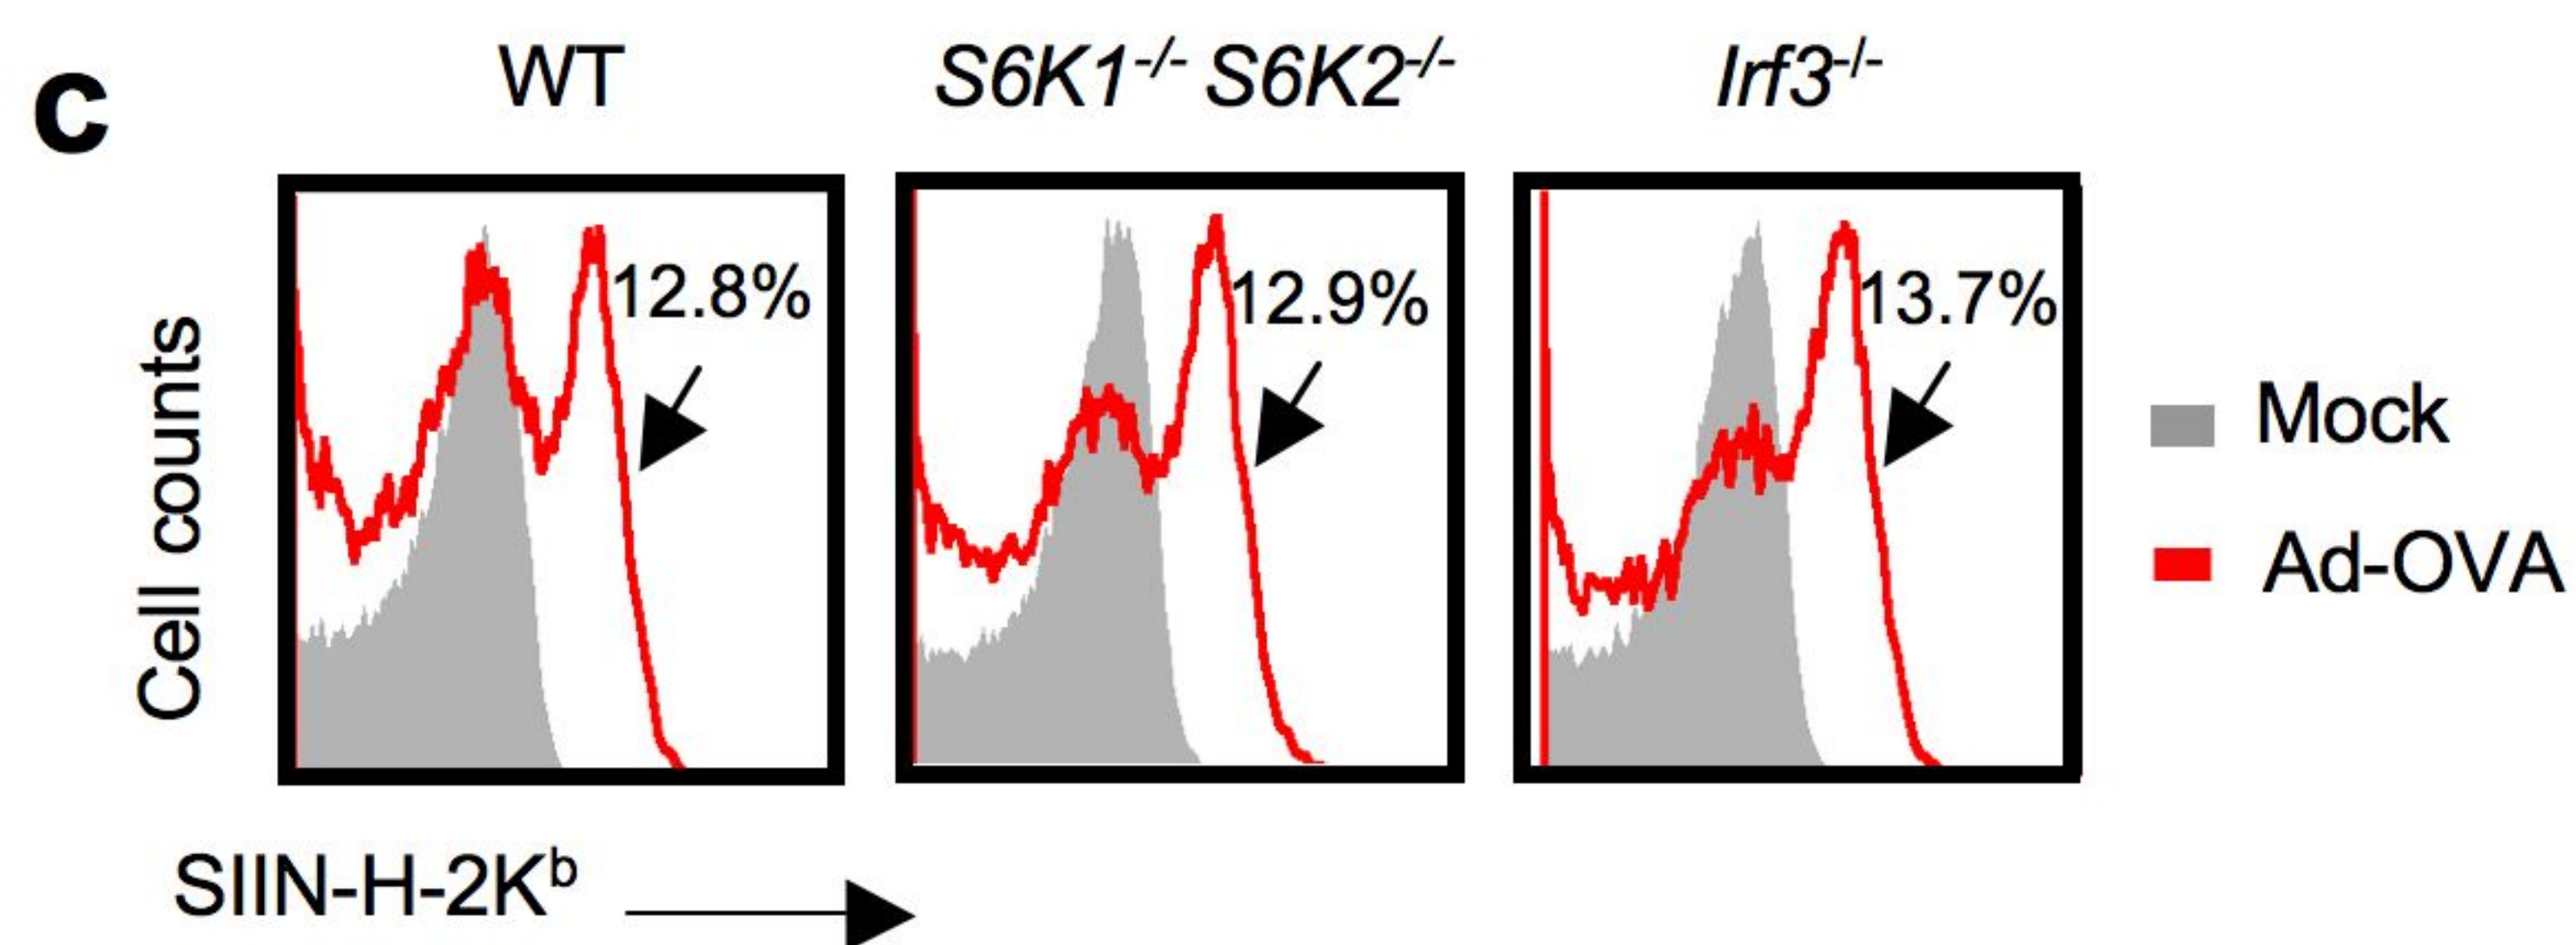 c
WT
S6K1-/- S6K2-/-
Irf3-/-
12.8%
12.9%
13.7%
Cell counts
Mock
Ad-OVA
SIIN-H-2Kb